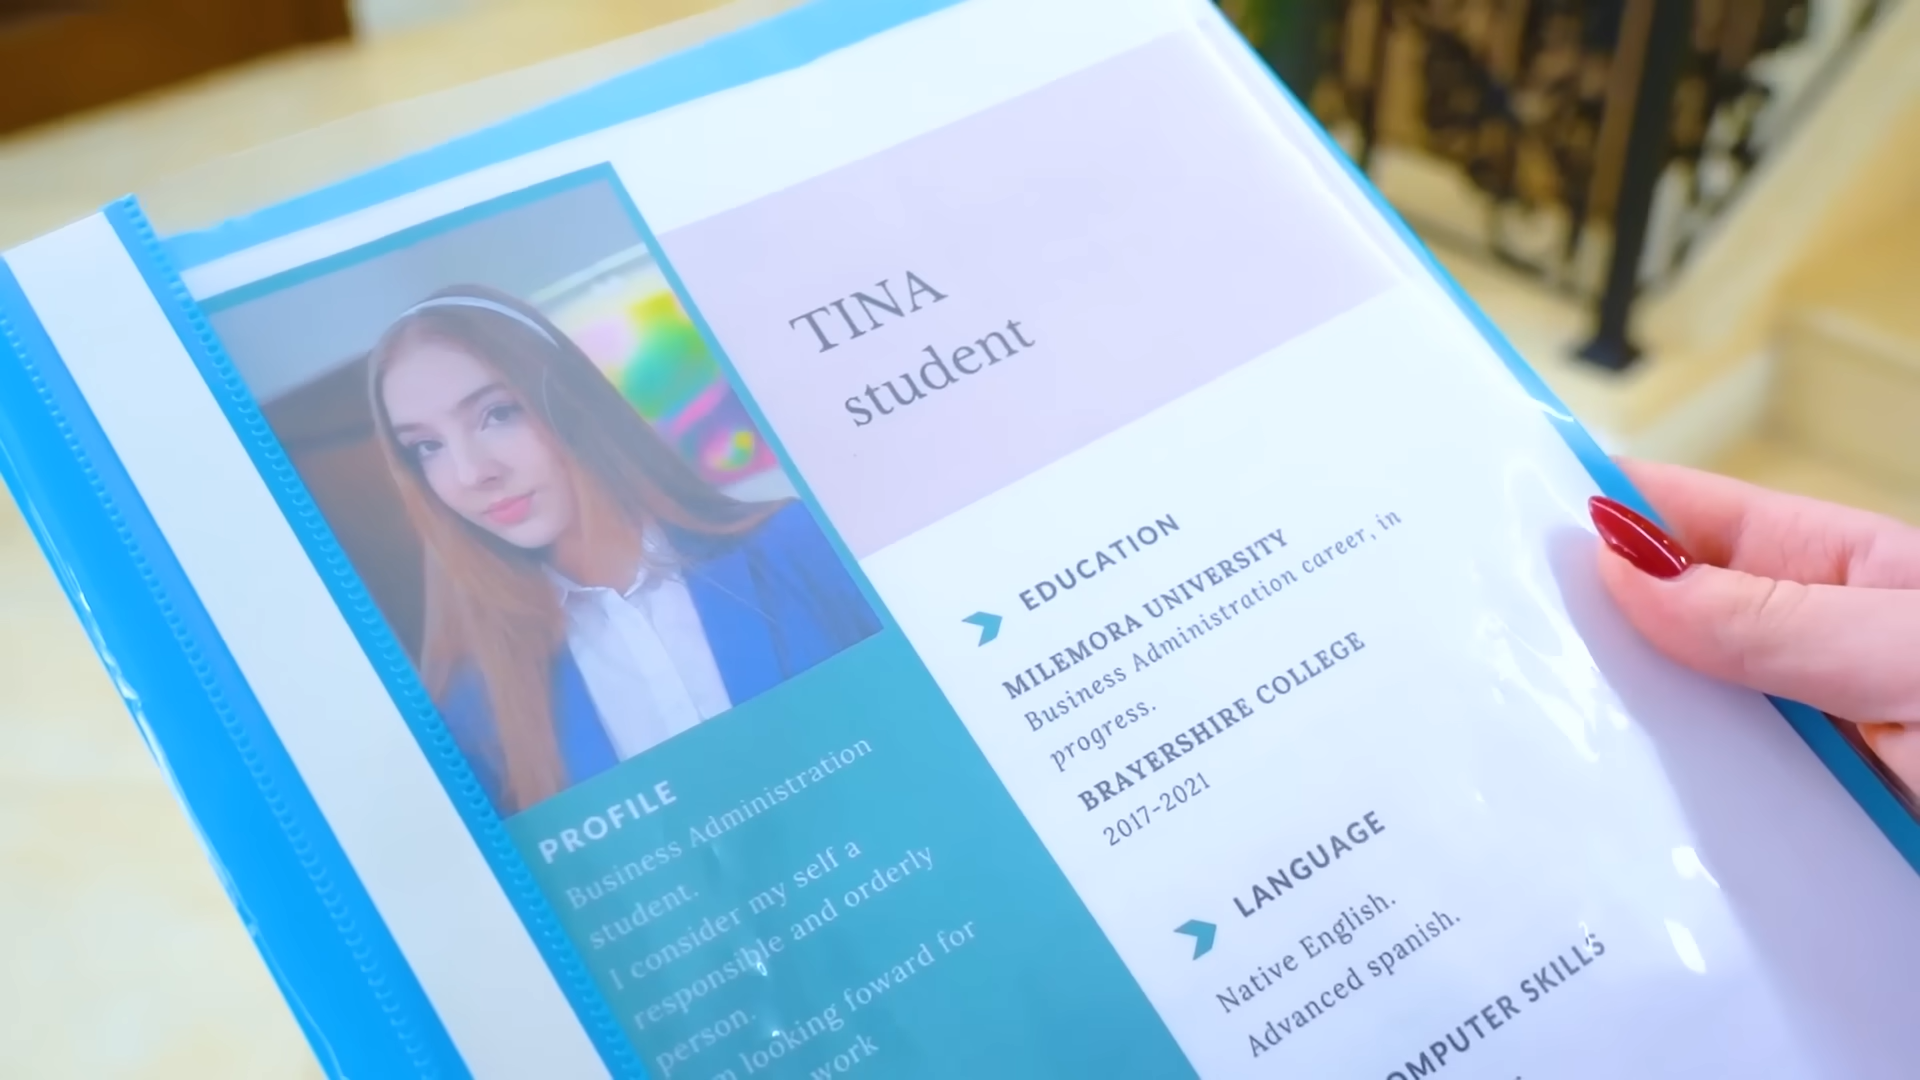 TINA
student
PROFILE
Business Administration
student.
I consider my self a
responsible and orderly
person.
looking foward for
work
EDUCATION
MILEMORA UNIVERSITY
Business Administration career, in
progress.
BRAYERSHIRE COLLEGE
2017-2021
LANGUAGE
Native English.
Advanced spanish.
OMPUTER SKILLS